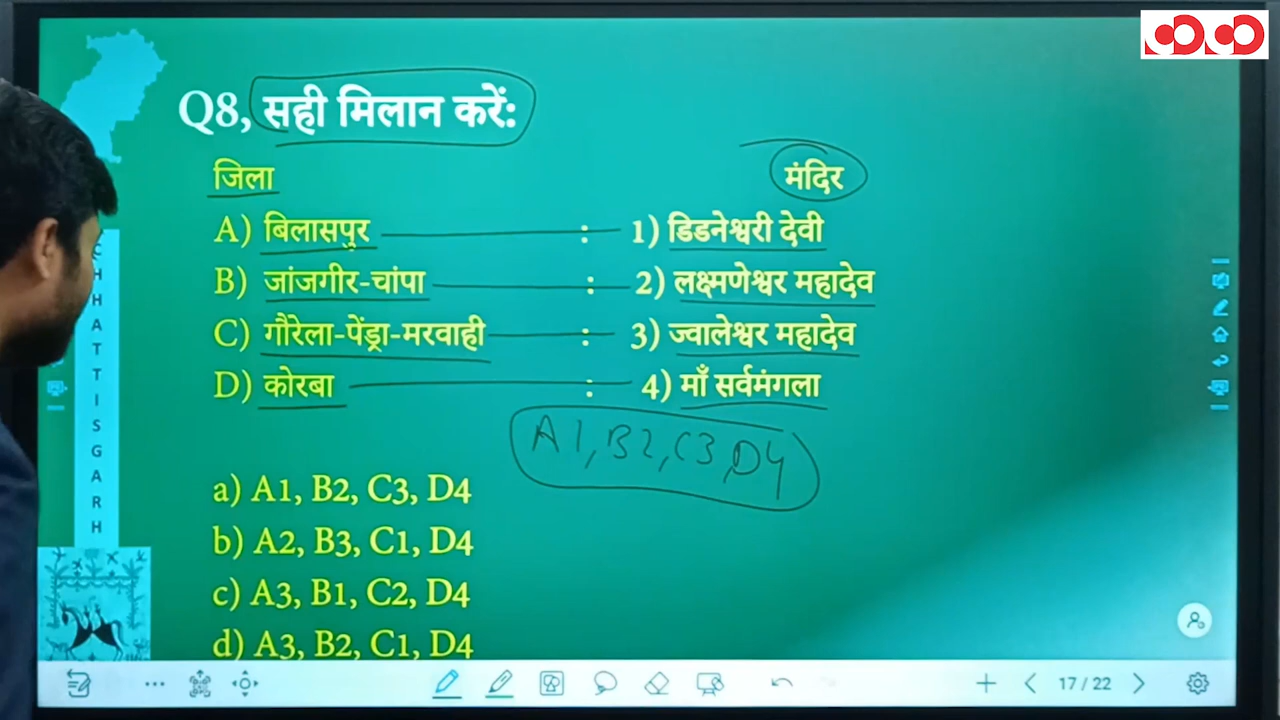 Q8, सही मिलान करें:
जिला मंदिर
A) बिलासपुर : 1) डिडनेश्वरी देवी
B) जांजगीर-चांपा : 2) लक्ष्मणेश्वर महादेव
C) गौरेला-पेंड्रा-मरवाही : 3) ज्वालेश्वर महादेव
D) कोरबा : 4) माँ सर्वमंगला
A1, B2, C3, D4
a) A1, B2, C3, D4
b) A2, B3, C1, D4
c) A3, B1, C2, D4
d) A3, B2, C1, D4
CHHATTISGARH
17 / 22